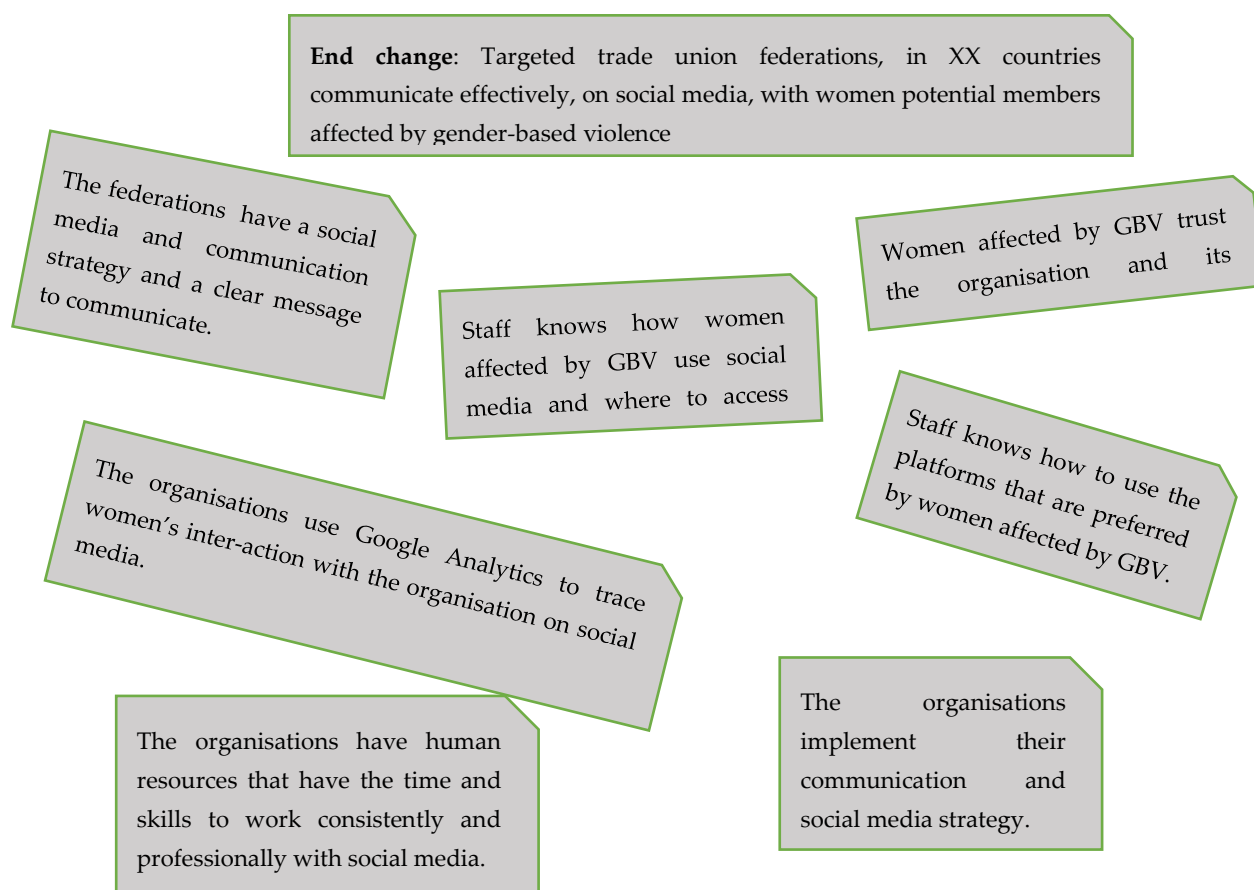 End change: Targeted trade union federations, in XX countries
communicate effectively, on social media, with women potential members
affected by gender-based violence
The federations have a social
media and communication
strategy and a clear message
to communicate.
Women affected by GBV trust
the organisation and its
Staff knows how women
affected by GBV use social
media and where to access
Staff knows how to use the
platforms that are preferred
by women affected by GBV.
The organisations use Google Analytics to trace
women's inter-action with the organisation on social
media.
The organisations have human
resources that have the time and
skills to work consistently and
professionally with social media.
The organisations
implement their
communication and
social media strategy.